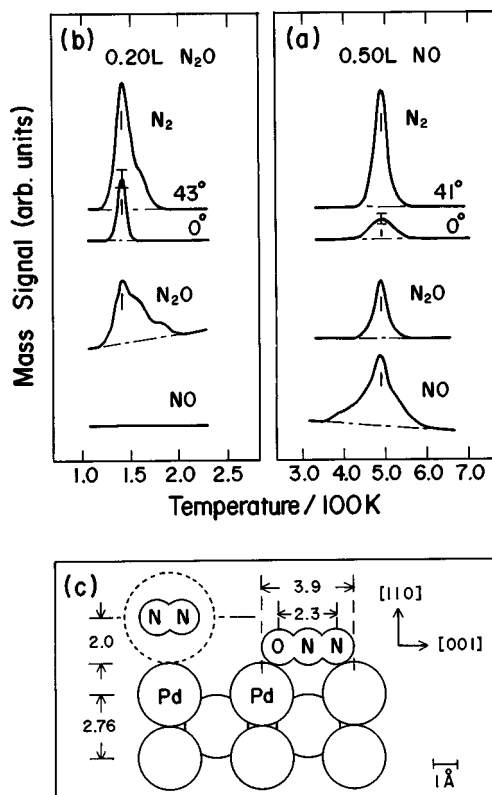 (b)
0.20L N₂O
N₂
43°
0°
N₂O
NO
1.0 1.5 2.0 2.5
(a)
0.50L NO
N₂
41°
0°
N₂O
NO
3.0 4.0 5.0 6.0 7.0
Mass Signal (arb. units)
Temperature/100K
(c)
3.9
2.3
[110]
[001]
N N
O N N
2.0
Pd Pd
2.76
1Å